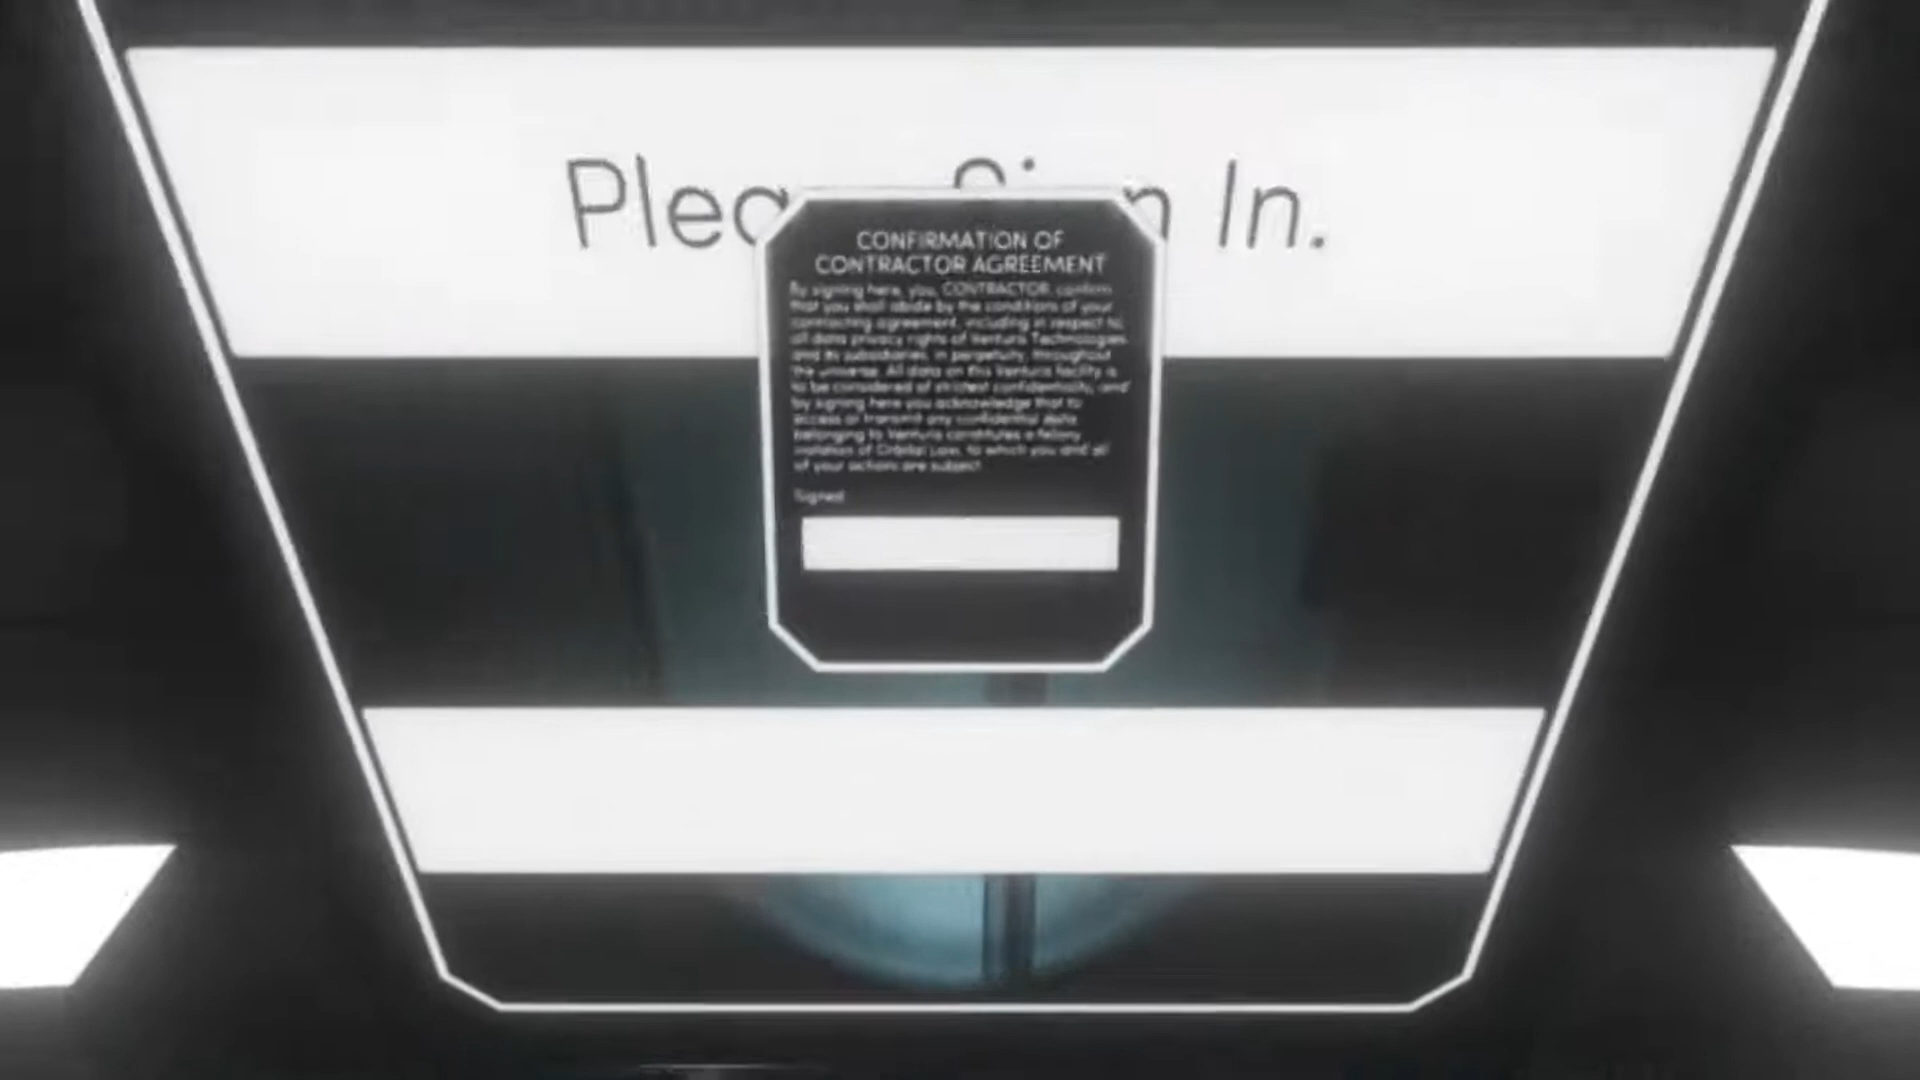 Please Sign In.
CONFIRMATION OF
CONTRACTOR AGREEMENT
By signing here, you, CONTRACTOR, confirm
that you shall abide by the conditions of your
contracting agreement, including in respect to
all data privacy rights of Ventura Technologies
and its subsidiaries, in perpetuity, throughout
the universe. All data on this Ventura facility is
to be considered of strictest confidentiality, and
by signing here you acknowledge that to
access or transmit any confidential data
belonging to Ventura constitutes a felony
violation of Orbital Law, to which you and all
of your actions are subject.
Signed